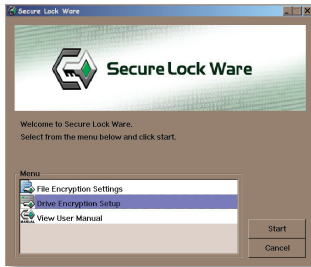 Secure Lock Ware
Secure Lock Ware
Welcome to Secure Lock Ware.
Select from the menu below and click start.
Menu
File Encryption Settings
Drive Encryption Setup
MANUAL View User Manual
Start
Cancel